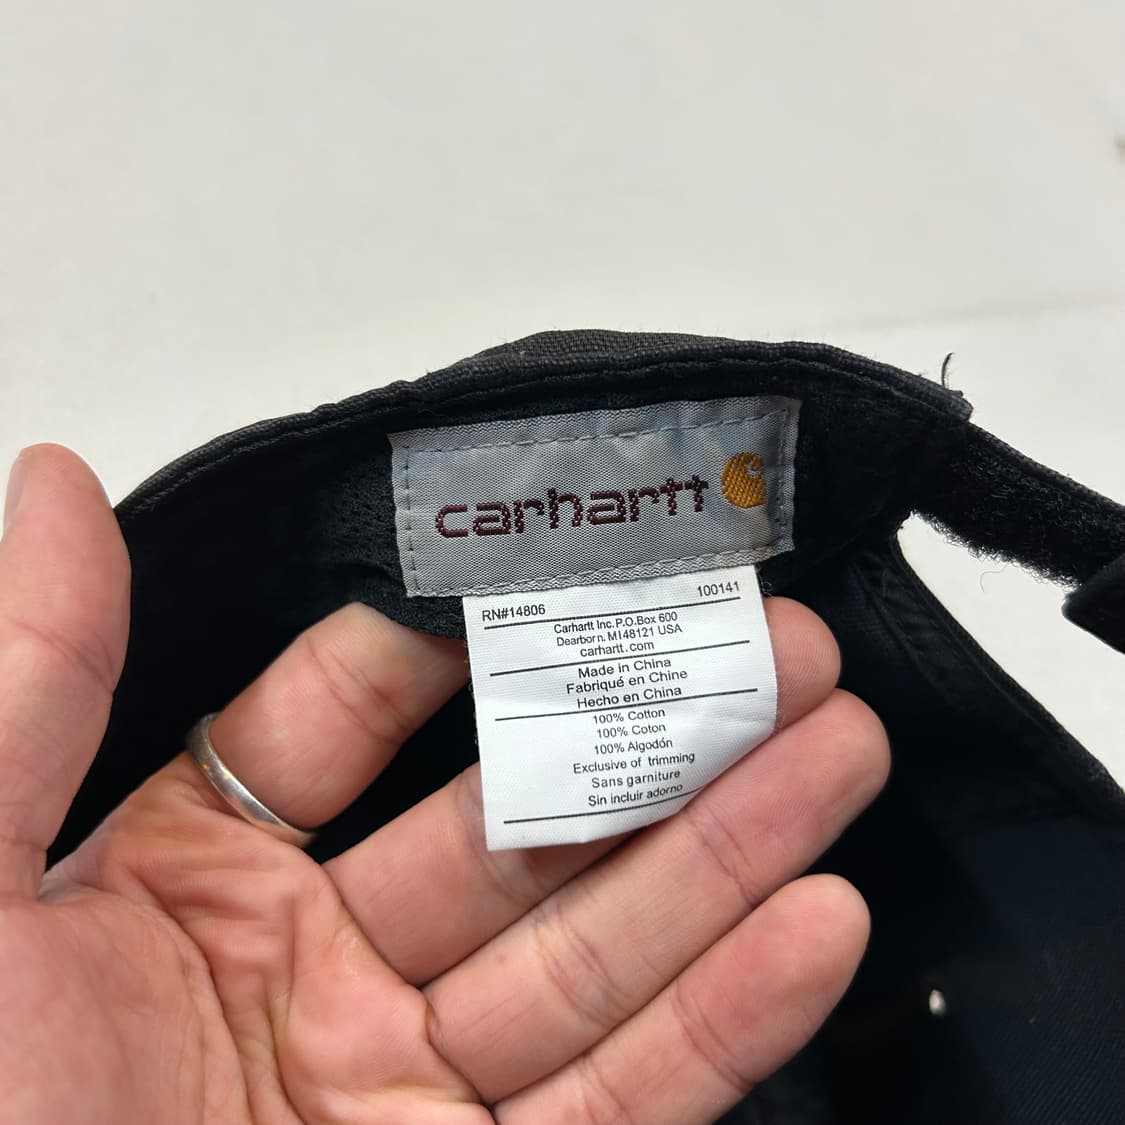 carhartt
RN#14806 100141
Carhartt Inc.P.O.Box 600
Dearborn. MI48121 USA
carhartt.com
Made in China
Fabriqué en Chine
Hecho en China
100% Cotton
100% Coton
100% Algodón
Exclusive of trimming
Sans garniture
Sin incluir adorno